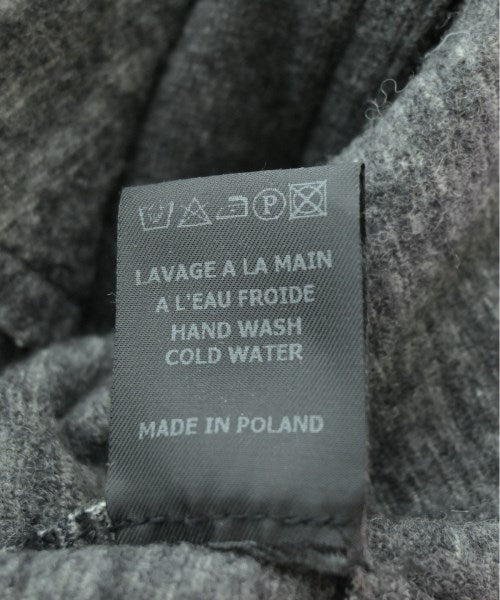 P
LAVAGE A LA MAIN
A L'EAU FROIDE
HAND WASH
COLD WATER
MADE IN POLAND